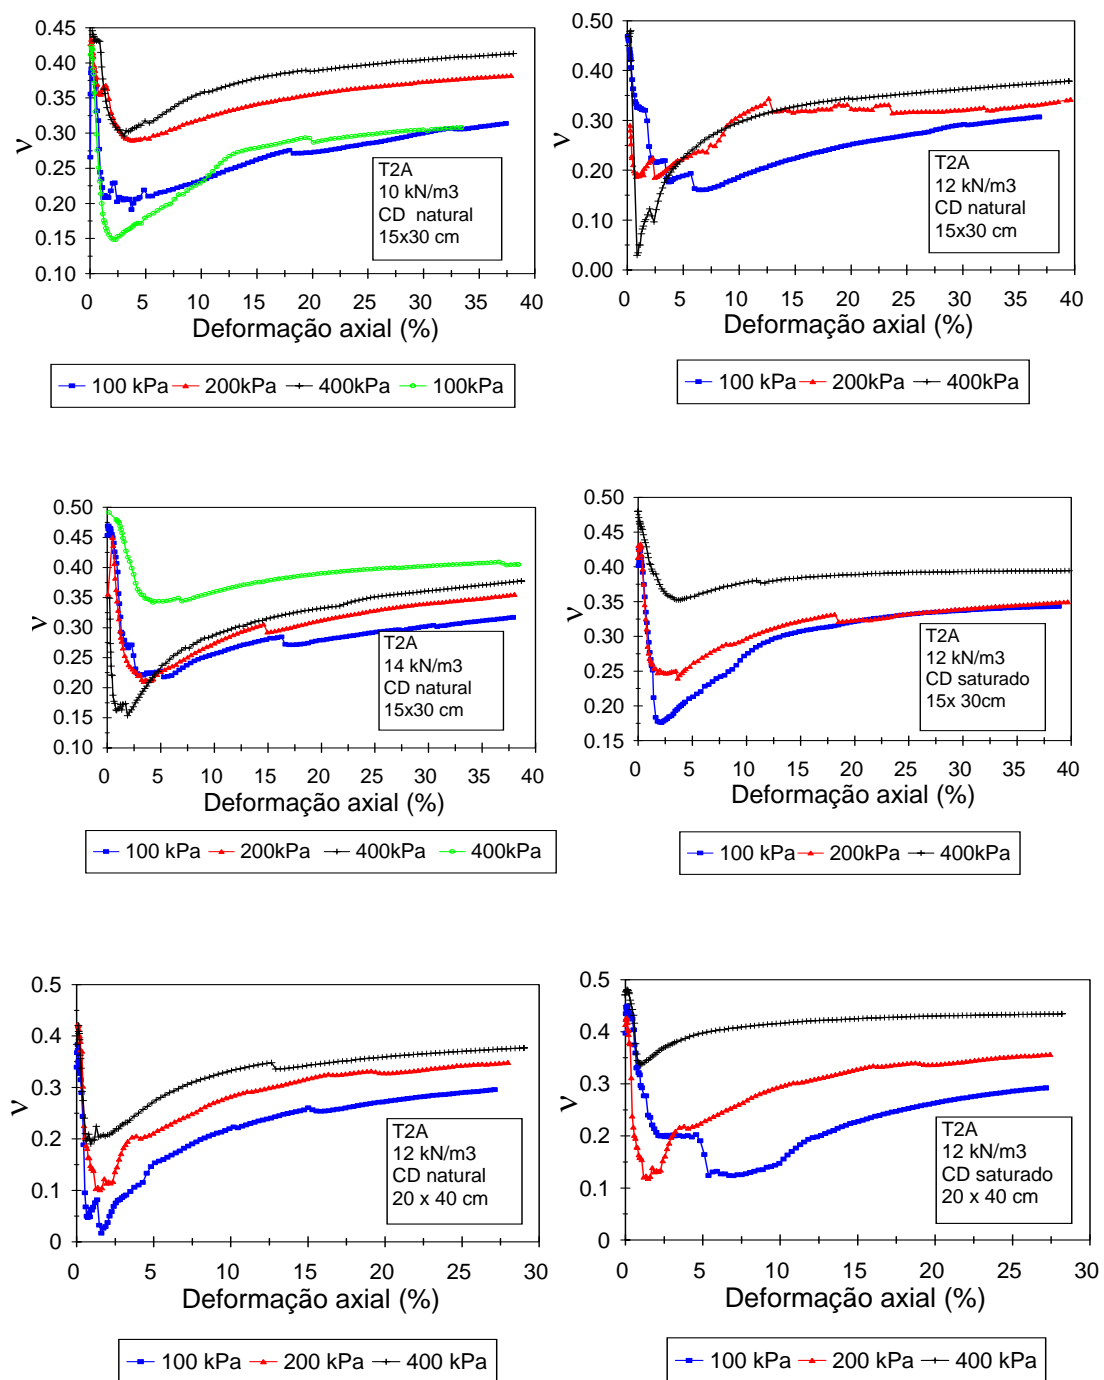 0.45
0.40
0.35
0.30
0.25
0.20
0.15
0.10
ν
T2A
10 kN/m3
CD natural
15x30 cm
0 5 10 15 20 25 30 35 40
Deformação axial (%)
100 kPa 200kPa 400kPa 100kPa
0.50
0.40
0.30
0.20
0.10
0.00
T2A
12 kN/m3
CD natural
15x30 cm
0 5 10 15 20 25 30 35 40
Deformação axial (%)
100 kPa 200kPa 400kPa
0.50
0.45
0.40
0.35
0.30
0.25
0.20
0.15
0.10
ν
T2A
14 kN/m3
CD natural
15x30 cm
0 5 10 15 20 25 30 35 40
Deformação axial (%)
100 kPa 200kPa 400kPa 400kPa
0.50
0.45
0.40
0.35
0.30
0.25
0.20
0.15
ν
T2A
12 kN/m3
CD saturado
15x 30cm
0 5 10 15 20 25 30 35 40
Deformação axial (%)
100 kPa 200kPa 400kPa
0.5
0.4
0.3
0.2
0.1
0
ν
T2A
12 kN/m3
CD natural
20 x 40 cm
0 5 10 15 20 25 30
Deformação axial (%)
100 kPa 200 kPa 400 kPa
0.5
0.4
0.3
0.2
0.1
0
ν
T2A
12 kN/m3
CD saturado
20 x 40 cm
0 5 10 15 20 25 30
Deformação axial (%)
100 kPa 200 kPa 400 kPa